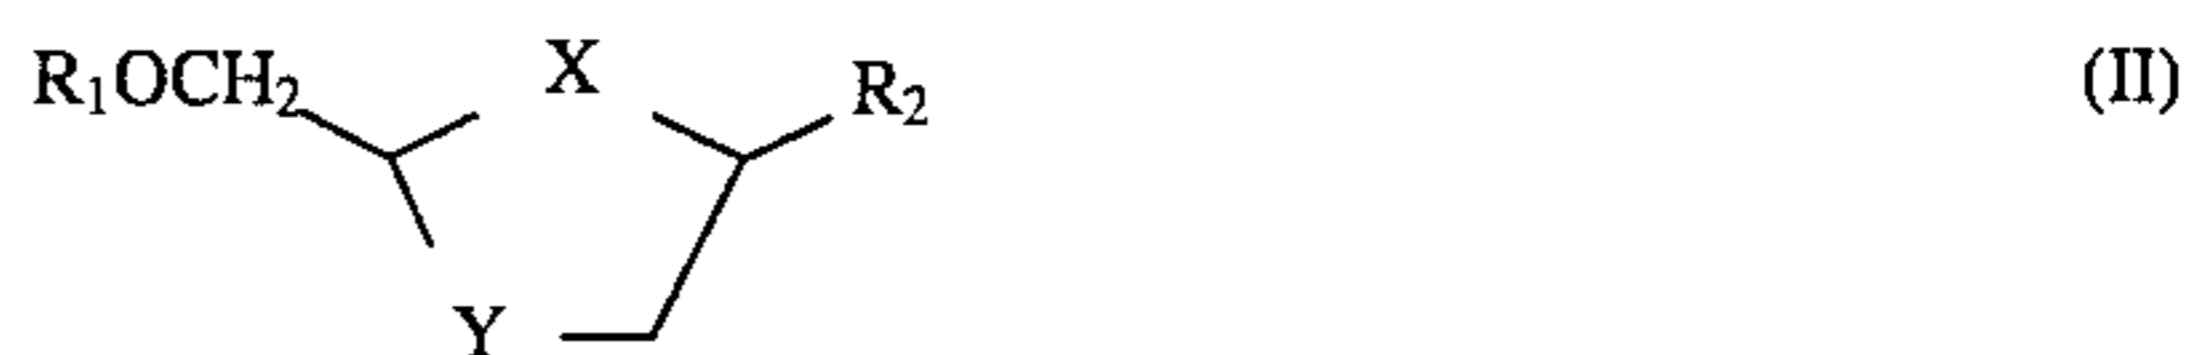 R₁OCH₂ X R₂ (II)
Y